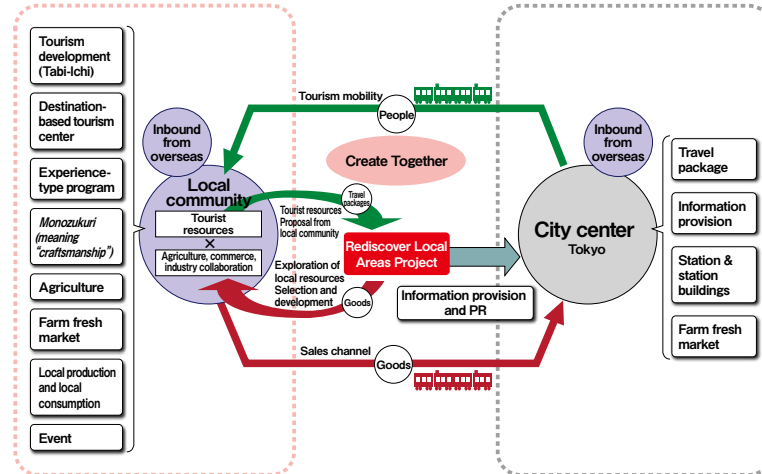 Tourism
development
(Tabi-Ichi)
Destination-
based tourism
center
Experience-
type program
Monozukuri
(meaning
“craftsmanship”)
Agriculture
Farm fresh
market
Local production
and local
consumption
Event
Inbound
from
overseas
Local
community
Tourist
resources
×
Agriculture, commerce,
industry collaboration
Tourism mobility
People
Create Together
Travel
packages
Tourist resources
Proposal from
local community
Rediscover Local
Areas Project
Exploration of
local resources
Selection and
development
Goods
Information provision
and PR
Sales channel
Goods
Inbound
from
overseas
City center
Tokyo
Travel
package
Information
provision
Station &
station
buildings
Farm fresh
market